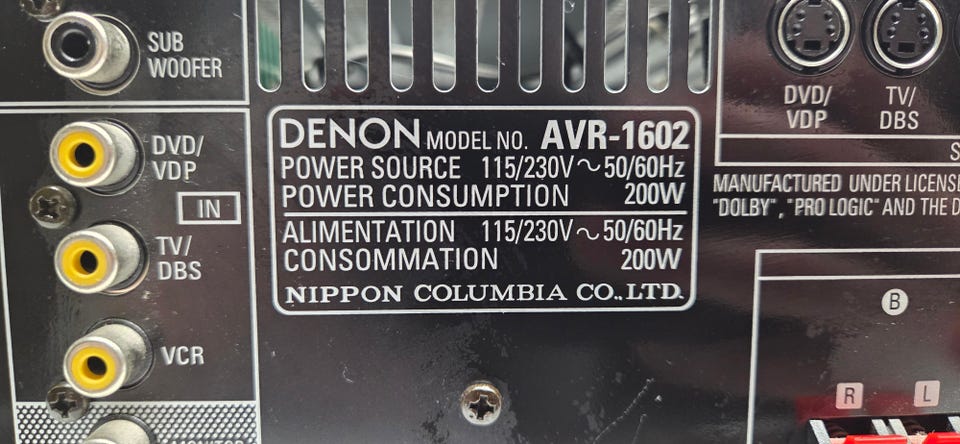 SUB
WOOFER
DVD/
VDP
IN
TV/
DBS
VCR
DENON MODEL NO. AVR-1602
POWER SOURCE 115/230V～50/60Hz
POWER CONSUMPTION 200W
ALIMENTATION 115/230V～50/60Hz
CONSOMMATION 200W
NIPPON COLUMBIA CO.,LTD.
DVD/
VDP
TV/
DBS
S
MANUFACTURED UNDER LICENSE
"DOLBY", "PRO LOGIC" AND THE D
B
R
L